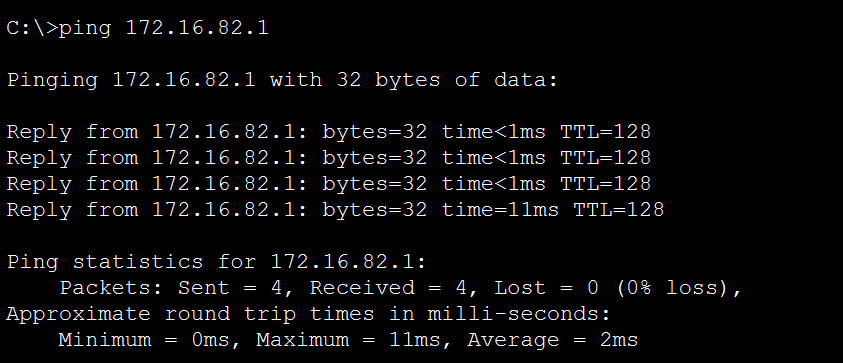 C:\>ping 172.16.82.1
Pinging 172.16.82.1 with 32 bytes of data:
Reply from 172.16.82.1: bytes=32 time<1ms TTL=128
Reply from 172.16.82.1: bytes=32 time<1ms TTL=128
Reply from 172.16.82.1: bytes=32 time<1ms TTL=128
Reply from 172.16.82.1: bytes=32 time=11ms TTL=128
Ping statistics for 172.16.82.1:
    Packets: Sent = 4, Received = 4, Lost = 0 (0% loss),
Approximate round trip times in milli-seconds:
    Minimum = 0ms, Maximum = 11ms, Average = 2ms